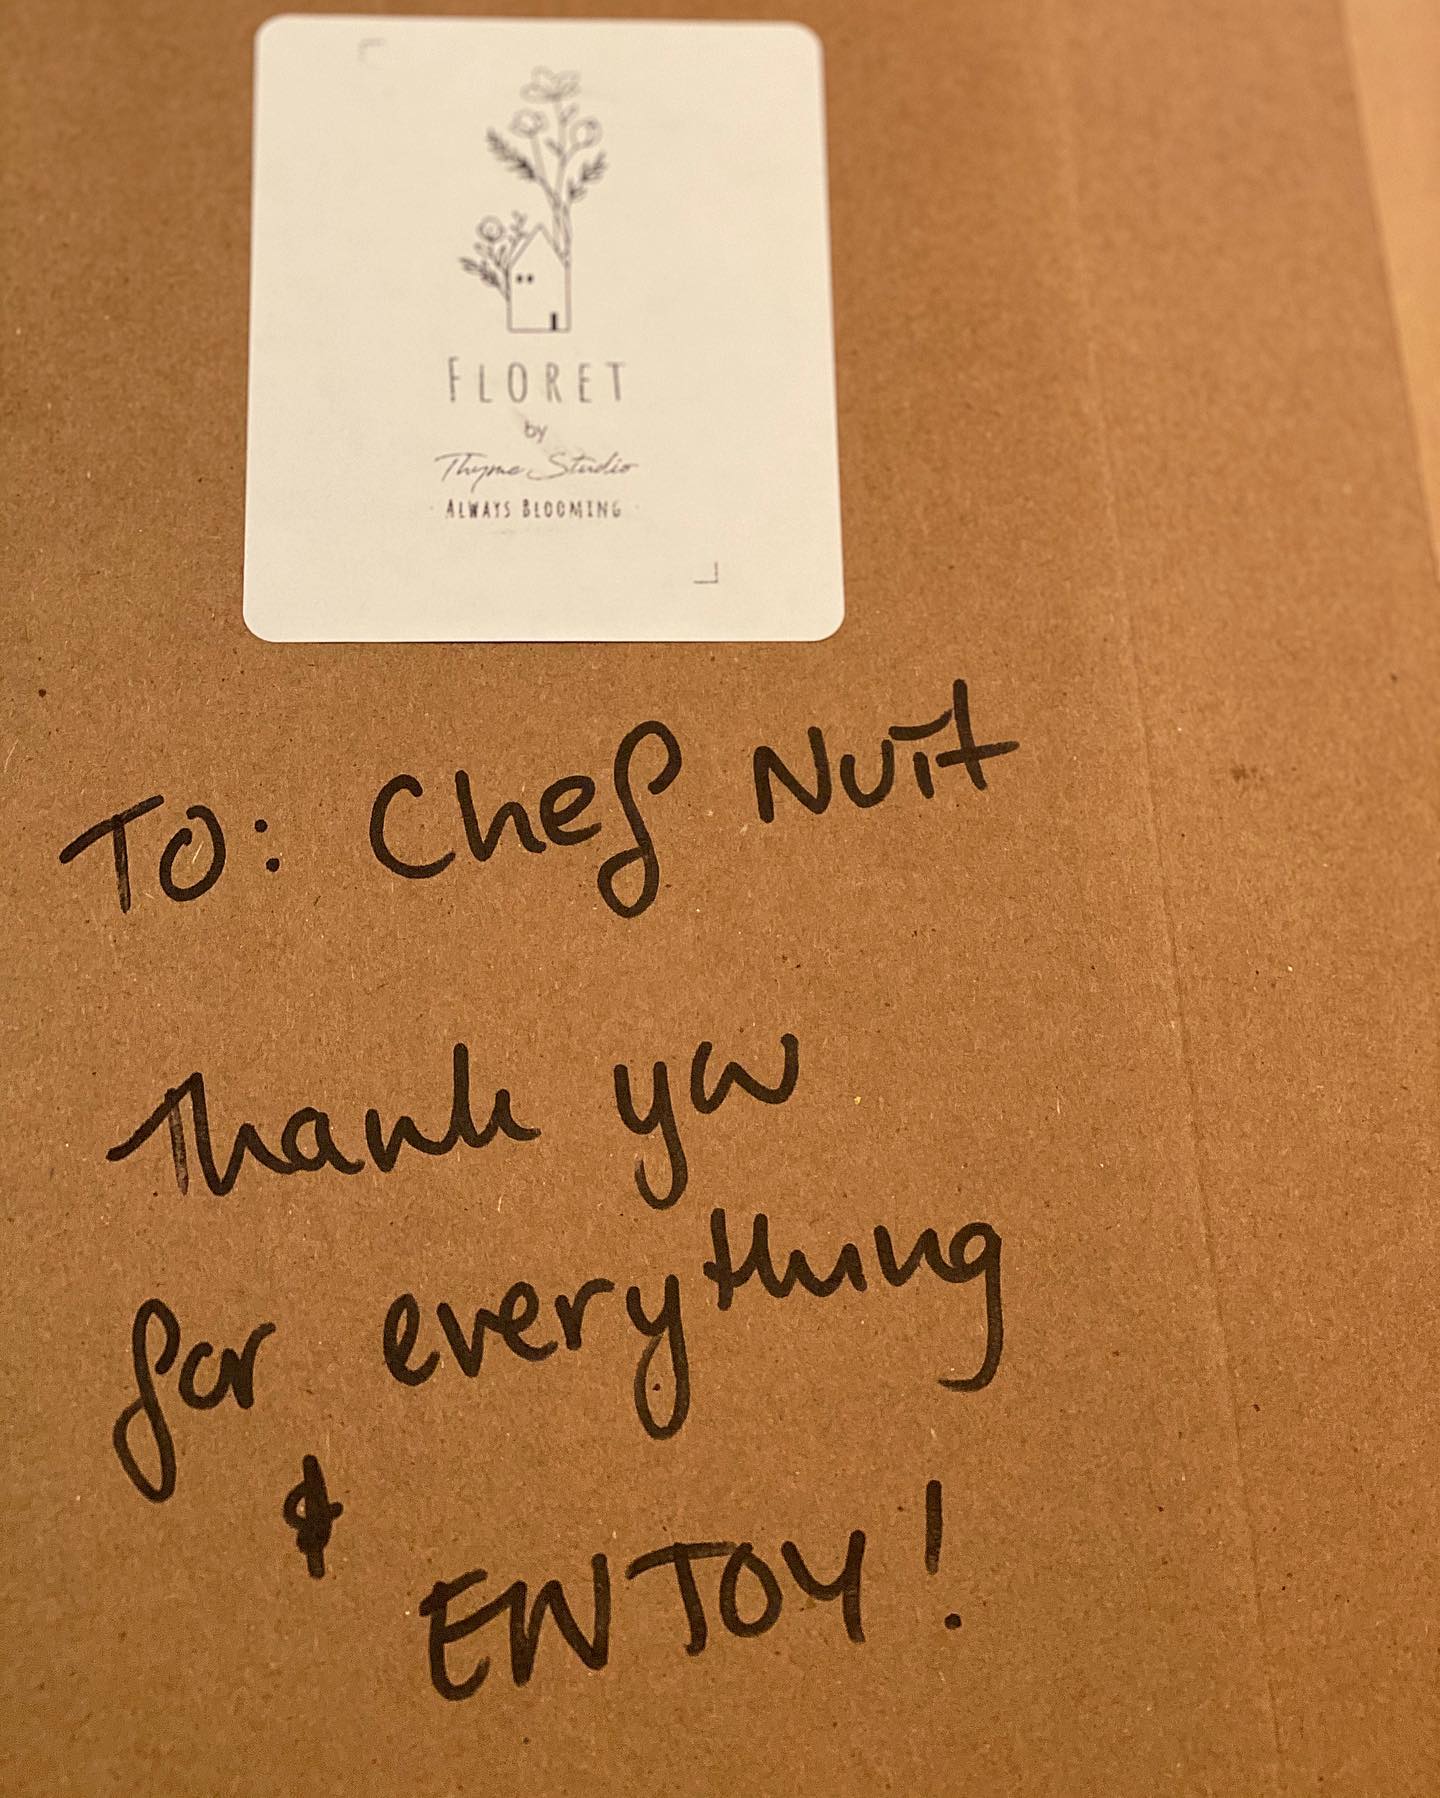 FLORET
by
Thyme Studio
· ALWAYS BLOOMING ·
TO: Chef Nuit
Thank you
for everything
&
ENJOY!